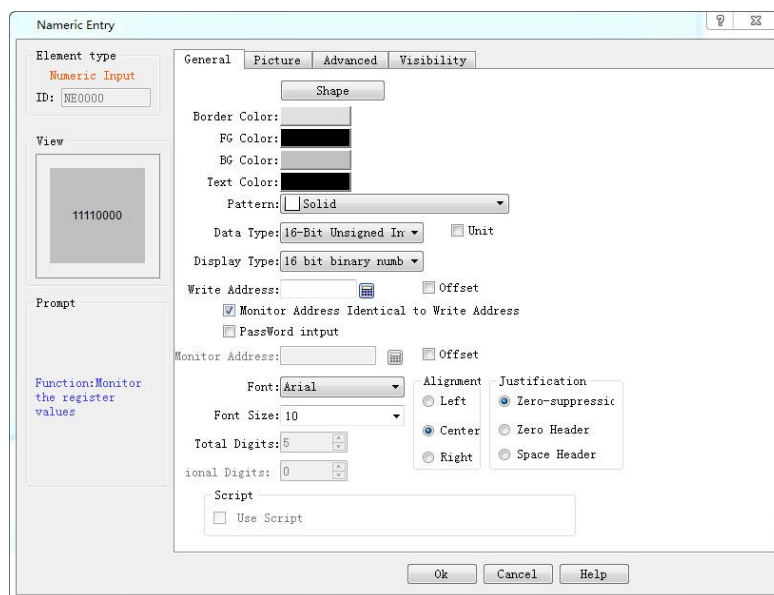 Nameric Entry
Element type
Numeric Input
ID: NE0000
View
11110000
Prompt
Function:Monitor
the register
values
General Picture Advanced Visibility
Shape
Border Color:
FG Color:
BG Color:
Text Color:
Pattern: Solid
Data Type: 16-Bit Unsigned In Unit
Display Type: 16 bit binary numb
Write Address: Offset
Monitor Address Identical to Write Address
PassWord intput
Monitor Address: Offset
Font: Arial
Font Size: 10
Total Digits: 5
ional Digits: 0
Alignment
Left
Center
Right
Justification
Zero-suppressic
Zero Header
Space Header
Script
Use Script
Ok Cancel Help